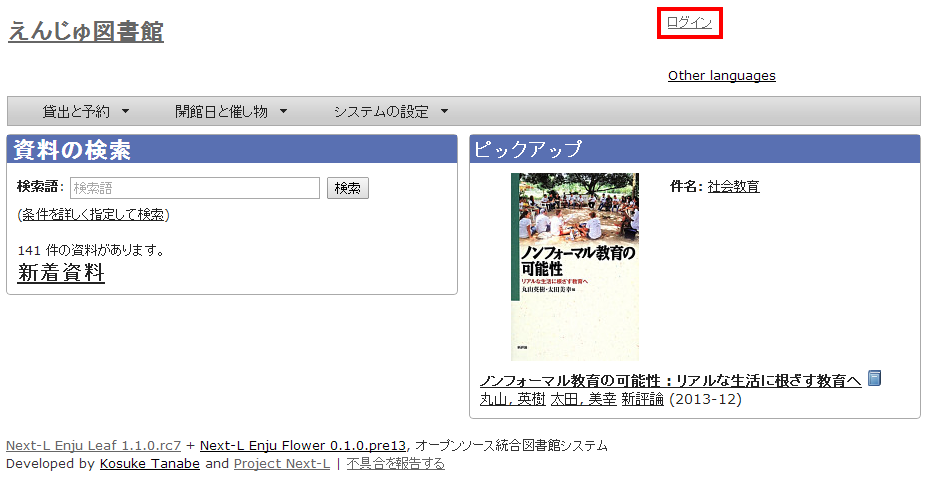 えんじゅ図書館
ログイン
Other languages
貸出と予約 開館日と催し物 システムの設定
資料の検索
検索語: 検索語 検索
(条件を詳しく指定して検索)
141 件の資料があります。
新着資料
ピックアップ
ノンフォーマル教育の
可能性
リアルな生活に根ざす教育へ
丸山英樹・太田美幸 編
新評論
件名: 社会教育
ノンフォーマル教育の可能性 : リアルな生活に根ざす教育へ
丸山, 英樹 太田, 美幸 新評論 (2013-12)
Next-L Enju Leaf 1.1.0.rc7 + Next-L Enju Flower 0.1.0.pre13, オープンソース統合図書館システム
Developed by Kosuke Tanabe and Project Next-L | 不具合を報告する